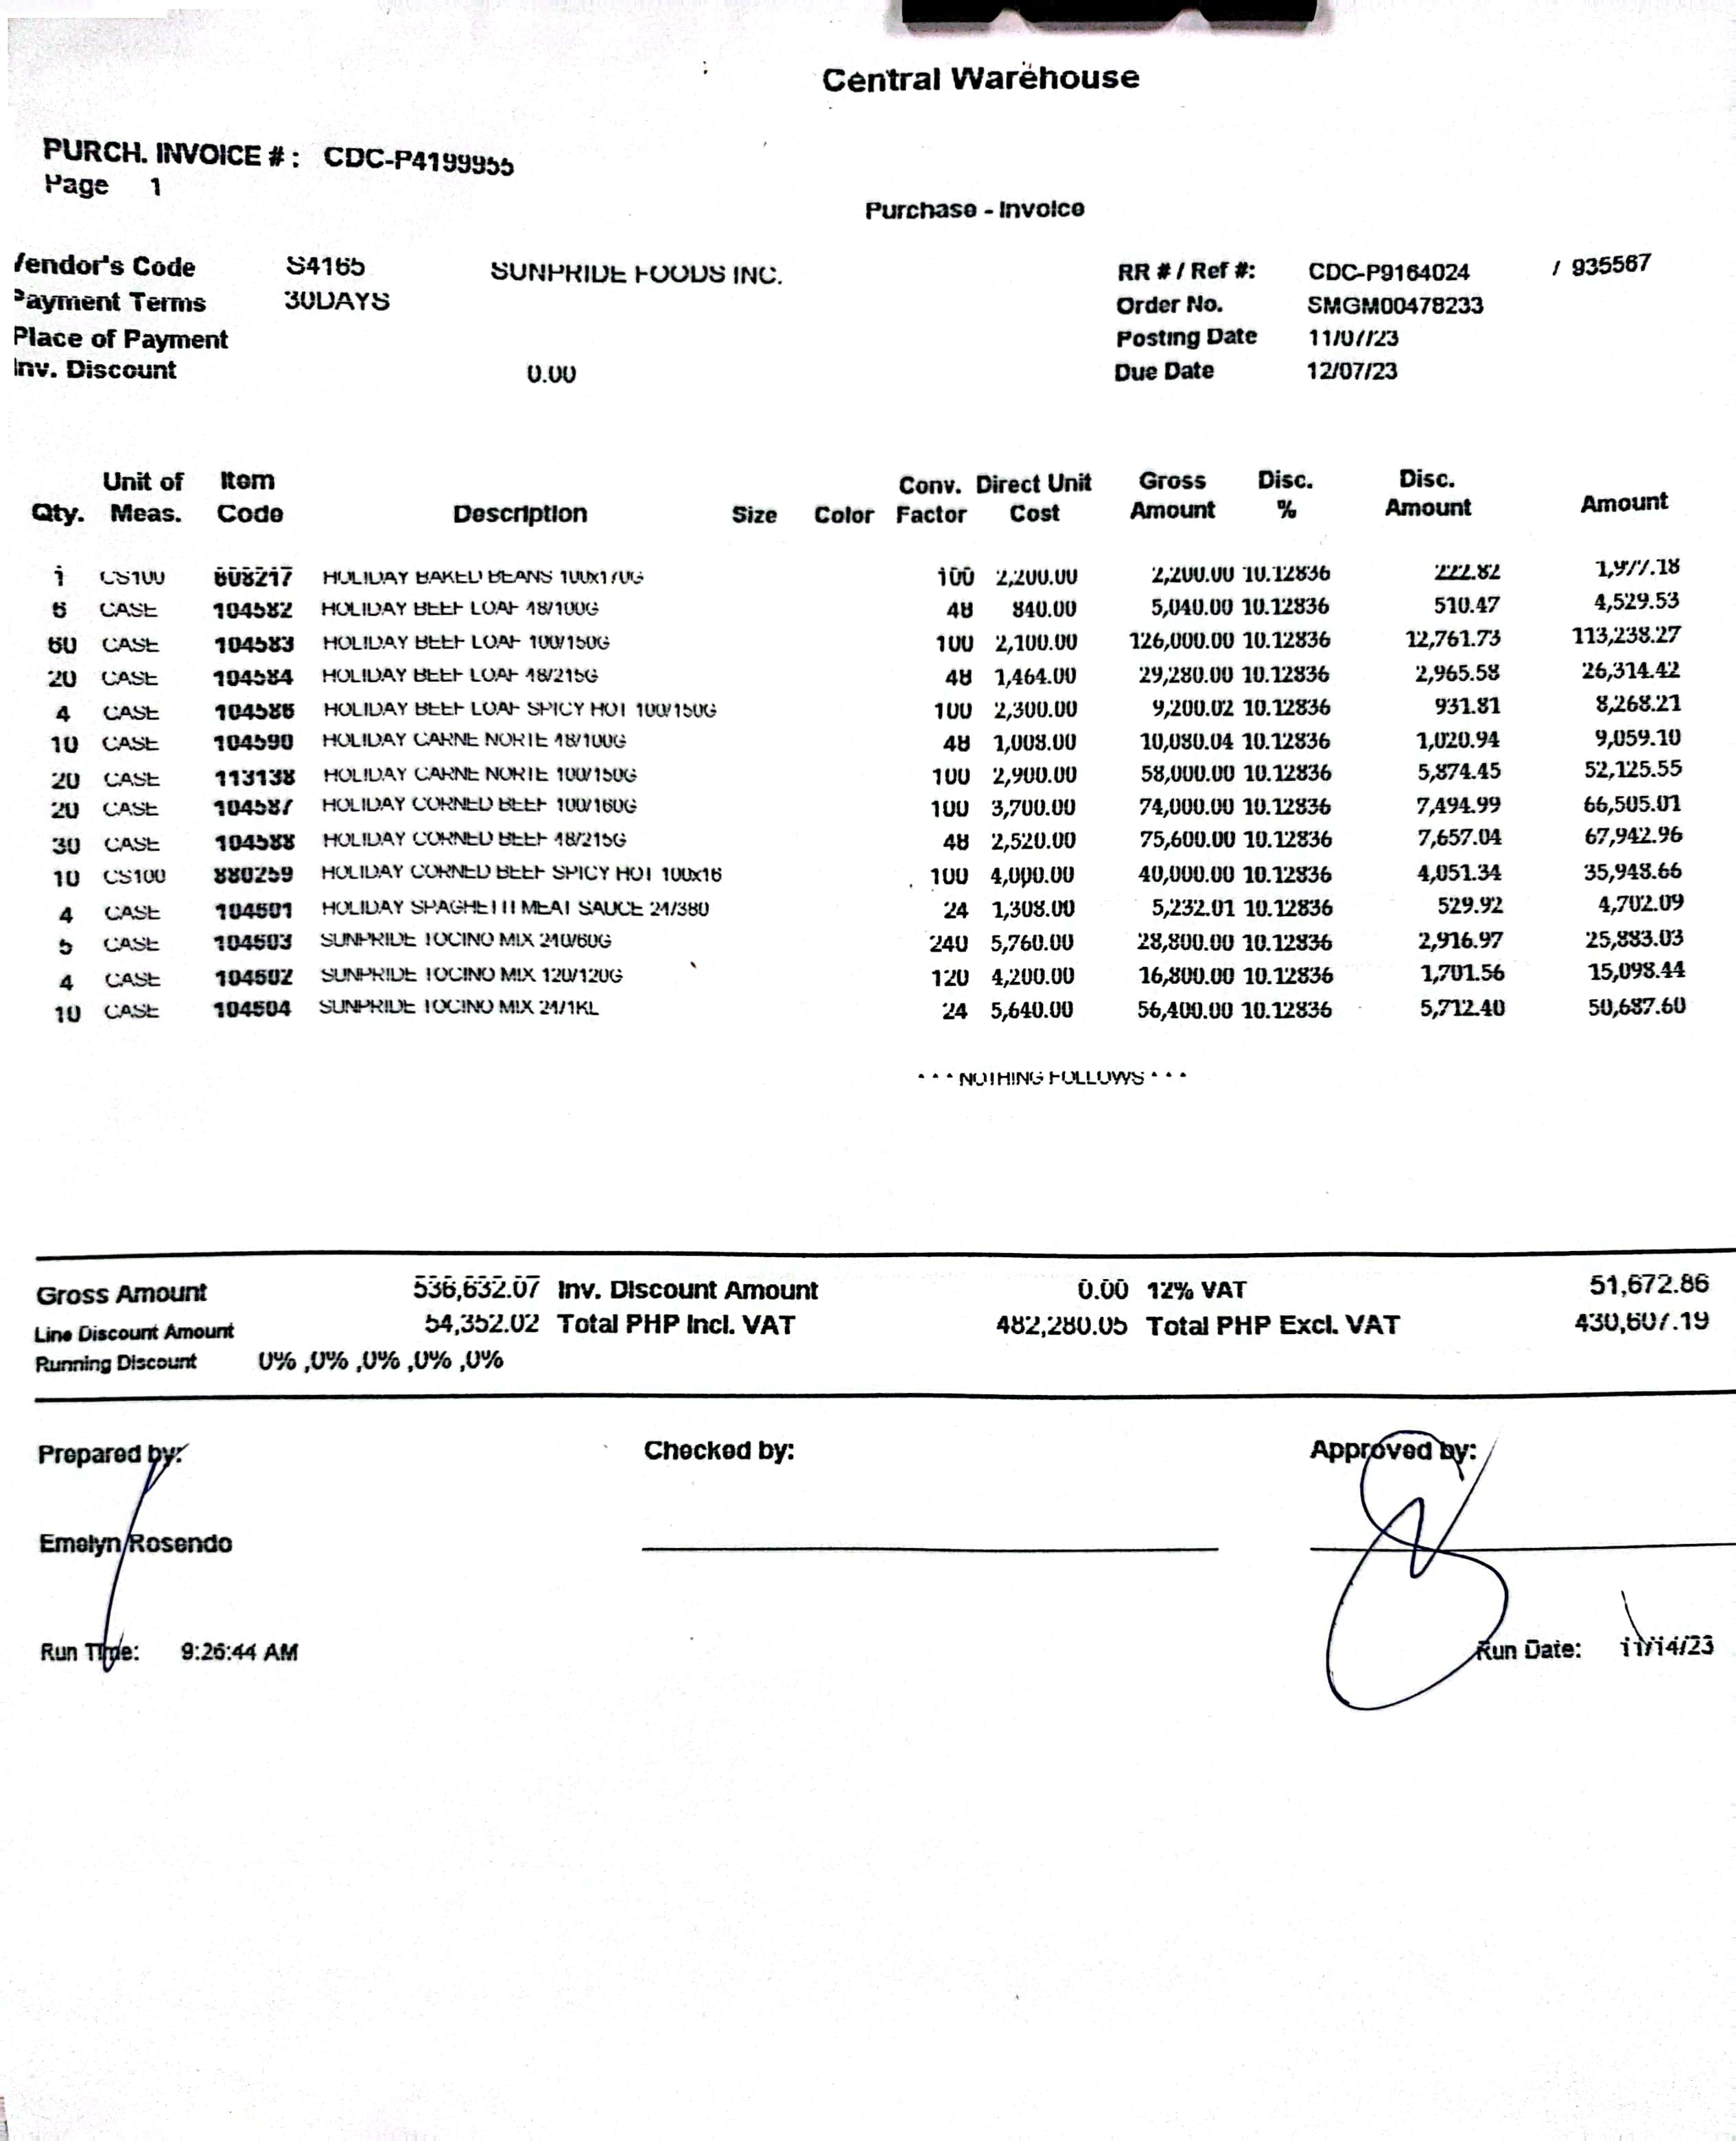 Central Warehouse
PURCH. INVOICE # : CDC-P4199955
Page 1
Purchase - Invoice
Vendor's Code S4165 SUNPRIDE FOODS INC. RR # / Ref #: CDC-P9164024 / 935567
Payment Terms 30DAYS Order No. SMGM00478233
Place of Payment Posting Date 11/07/23
Inv. Discount 0.00 Due Date 12/07/23
Qty. Unit of Meas. Item Code Description Size Color Conv. Factor Direct Unit Cost Gross Amount Disc. % Disc. Amount Amount
1 CS100 HOLIDAY BAKED BEANS 100x170G 100 2,200.00 2,200.00 10.12836 222.82 1,977.18
6 CASE 104582 HOLIDAY BEEF LOAF 48/100G 48 840.00 5,040.00 10.12836 510.47 4,529.53
60 CASE 104583 HOLIDAY BEEF LOAF 100/150G 100 2,100.00 126,000.00 10.12836 12,761.73 113,238.27
20 CASE 104584 HOLIDAY BEEF LOAF 48/215G 48 1,464.00 29,280.00 10.12836 2,965.58 26,314.42
4 CASE 104586 HOLIDAY BEEF LOAF SPICY HOT 100/150G 100 2,300.00 9,200.02 10.12836 931.81 8,268.21
10 CASE 104590 HOLIDAY CARNE NORTE 48/100G 48 1,008.00 10,080.04 10.12836 1,020.94 9,059.10
20 CASE 113138 HOLIDAY CARNE NORTE 100/150G 100 2,900.00 58,000.00 10.12836 5,874.45 52,125.55
20 CASE 104587 HOLIDAY CORNED BEEF 100/160G 100 3,700.00 74,000.00 10.12836 7,494.99 66,505.01
30 CASE 104588 HOLIDAY CORNED BEEF 48/215G 48 2,520.00 75,600.00 10.12836 7,657.04 67,942.96
10 CS100 880259 HOLIDAY CORNED BEEF SPICY HOT 100x16 100 4,000.00 40,000.00 10.12836 4,051.34 35,948.66
4 CASE 104601 HOLIDAY SPAGHETTI MEAT SAUCE 24/380 24 1,308.00 5,232.01 10.12836 529.92 4,702.09
5 CASE 104603 SUNPRIDE TOCINO MIX 240/60G 240 5,760.00 28,800.00 10.12836 2,916.97 25,883.03
4 CASE 104602 SUNPRIDE TOCINO MIX 120/120G 120 4,200.00 16,800.00 10.12836 1,701.56 15,098.44
10 CASE 104604 SUNPRIDE TOCINO MIX 24/1KL 24 5,640.00 56,400.00 10.12836 5,712.40 50,687.60
* * * NOTHING FOLLOWS * * *
Gross Amount 536,632.07 Inv. Discount Amount 0.00 12% VAT 51,672.86
Line Discount Amount 54,352.02 Total PHP Incl. VAT 482,280.05 Total PHP Excl. VAT 430,607.19
Running Discount 0% ,0% ,0% ,0% ,0%
Prepared by: Checked by: Approved by:
Emelyn Rosendo
Run Time: 9:26:44 AM Run Date: 11/14/23